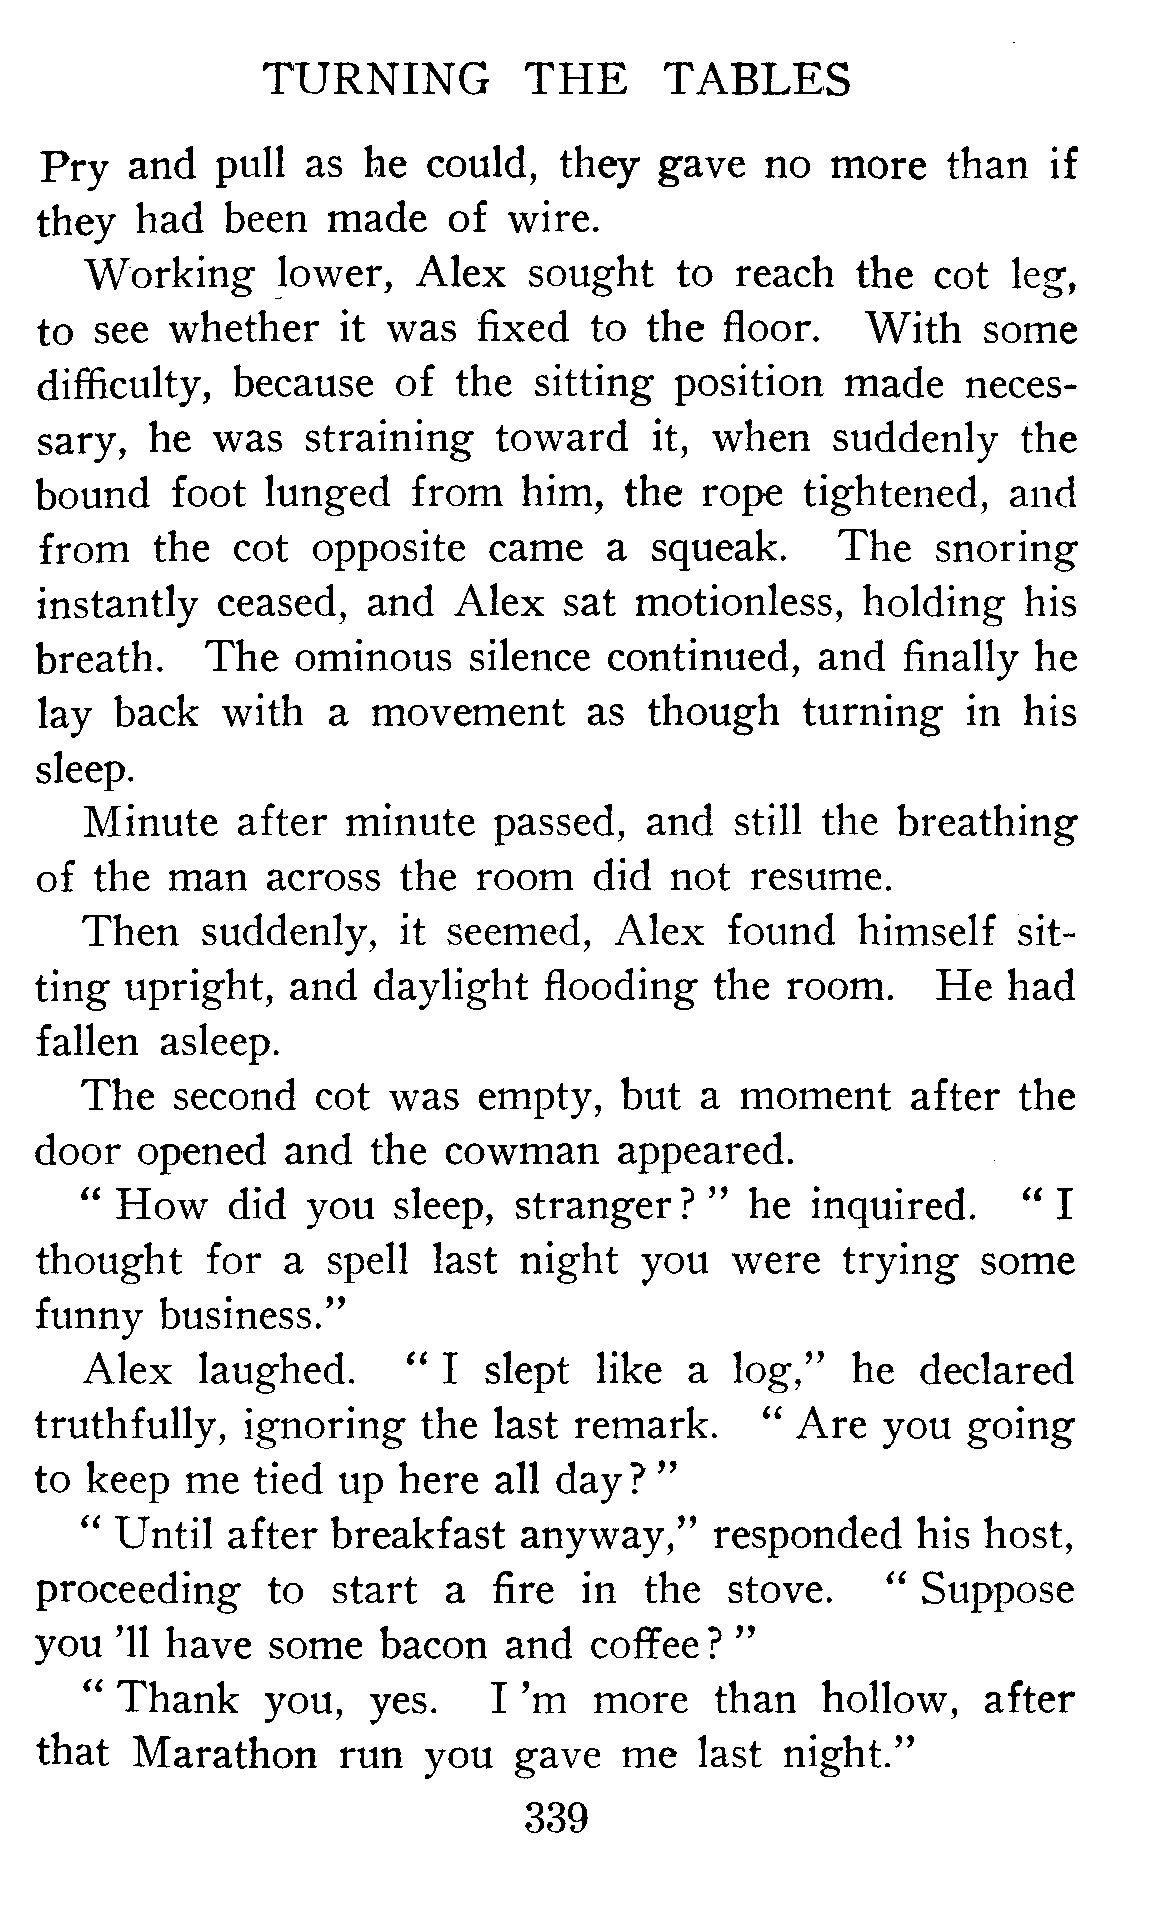 TURNING THE TABLES
Pry and pull as he could, they gave no more than if
they had been made of wire.
Working lower, Alex sought to reach the cot leg,
to see whether it was fixed to the floor. With some
difficulty, because of the sitting position made neces-
sary, he was straining toward it, when suddenly the
bound foot lunged from him, the rope tightened, and
from the cot opposite came a squeak. The snoring
instantly ceased, and Alex sat motionless, holding his
breath. The ominous silence continued, and finally he
lay back with a movement as though turning in his
sleep.
Minute after minute passed, and still the breathing
of the man across the room did not resume.
Then suddenly, it seemed, Alex found himself sit-
ting upright, and daylight flooding the room. He had
fallen asleep.
The second cot was empty, but a moment after the
door opened and the cowman appeared.
“ How did you sleep, stranger? ” he inquired. “ I
thought for a spell last night you were trying some
funny business.”
Alex laughed. “ I slept like a log,” he declared
truthfully, ignoring the last remark. “ Are you going
to keep me tied up here all day? ”
“ Until after breakfast anyway,” responded his host,
proceeding to start a fire in the stove. “ Suppose
you ’ll have some bacon and coffee? ”
“ Thank you, yes. I ’m more than hollow, after
that Marathon run you gave me last night.”
339